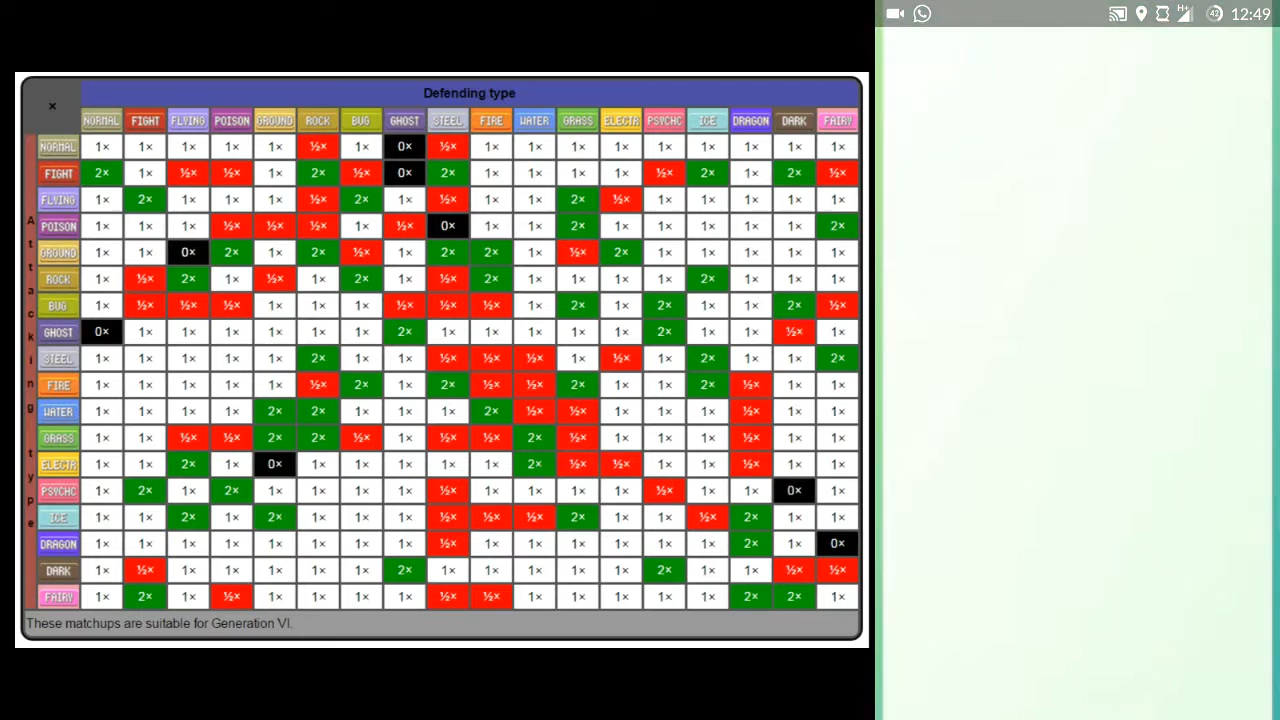 42 12:49
H+
×
Defending type
NORMAL FIGHT FLYING POISON GROUND ROCK BUG GHOST STEEL FIRE WATER GRASS ELECTR PSYCHC ICE DRAGON DARK FAIRY
Attacking type
NORMAL 1× 1× 1× 1× 1× ½× 1× 0× ½× 1× 1× 1× 1× 1× 1× 1× 1× 1×
FIGHT 2× 1× ½× ½× 1× 2× ½× 0× 2× 1× 1× 1× 1× ½× 2× 1× 2× ½×
FLYING 1× 2× 1× 1× 1× ½× 2× 1× ½× 1× 1× 2× ½× 1× 1× 1× 1× 1×
POISON 1× 1× 1× ½× ½× ½× 1× ½× 0× 1× 1× 2× 1× 1× 1× 1× 1× 2×
GROUND 1× 1× 0× 2× 1× 2× ½× 1× 2× 2× 1× ½× 2× 1× 1× 1× 1× 1×
ROCK 1× ½× 2× 1× ½× 1× 2× 1× ½× 2× 1× 1× 1× 1× 2× 1× 1× 1×
BUG 1× ½× ½× ½× 1× 1× 1× ½× ½× ½× 1× 2× 1× 2× 1× 1× 2× ½×
GHOST 0× 1× 1× 1× 1× 1× 1× 2× 1× 1× 1× 1× 1× 2× 1× 1× ½× 1×
STEEL 1× 1× 1× 1× 1× 2× 1× 1× ½× ½× ½× 1× ½× 1× 2× 1× 1× 2×
FIRE 1× 1× 1× 1× 1× ½× 2× 1× 2× ½× ½× 2× 1× 1× 2× ½× 1× 1×
WATER 1× 1× 1× 1× 2× 2× 1× 1× 1× 2× ½× ½× 1× 1× 1× ½× 1× 1×
GRASS 1× 1× ½× ½× 2× 2× ½× 1× ½× ½× 2× ½× 1× 1× 1× ½× 1× 1×
ELECTR 1× 1× 2× 1× 0× 1× 1× 1× 1× 1× 2× ½× ½× 1× 1× ½× 1× 1×
PSYCHC 1× 2× 1× 2× 1× 1× 1× 1× ½× 1× 1× 1× 1× ½× 1× 1× 0× 1×
ICE 1× 1× 2× 1× 2× 1× 1× 1× ½× ½× ½× 2× 1× 1× ½× 2× 1× 1×
DRAGON 1× 1× 1× 1× 1× 1× 1× 1× ½× 1× 1× 1× 1× 1× 1× 2× 1× 0×
DARK 1× ½× 1× 1× 1× 1× 1× 2× 1× 1× 1× 1× 1× 2× 1× 1× ½× ½×
FAIRY 1× 2× 1× ½× 1× 1× 1× 1× ½× ½× 1× 1× 1× 1× 1× 2× 2× 1×
These matchups are suitable for Generation VI.